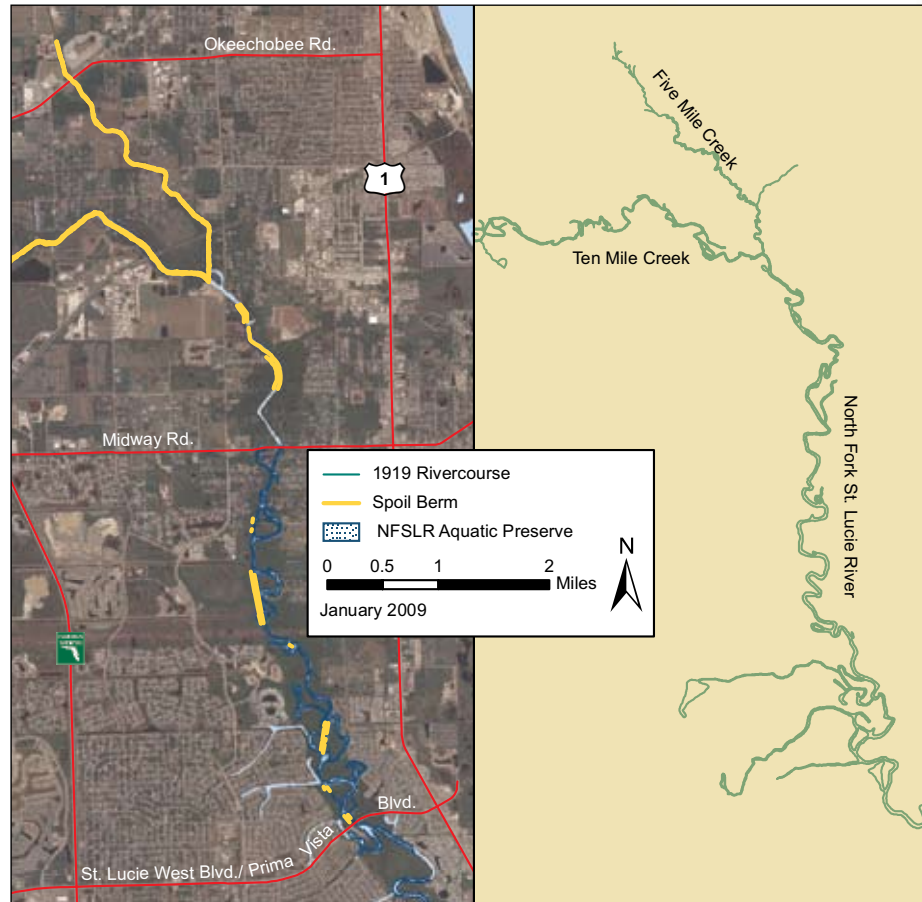 Okeechobee Rd.
1
Midway Rd.
St. Lucie West Blvd./ Prima Vista Blvd.
1919 Rivercourse
Spoil Berm
NFSLR Aquatic Preserve
0 0.5 1 2
Miles
January 2009
N
Five Mile Creek
Ten Mile Creek
North Fork St. Lucie River